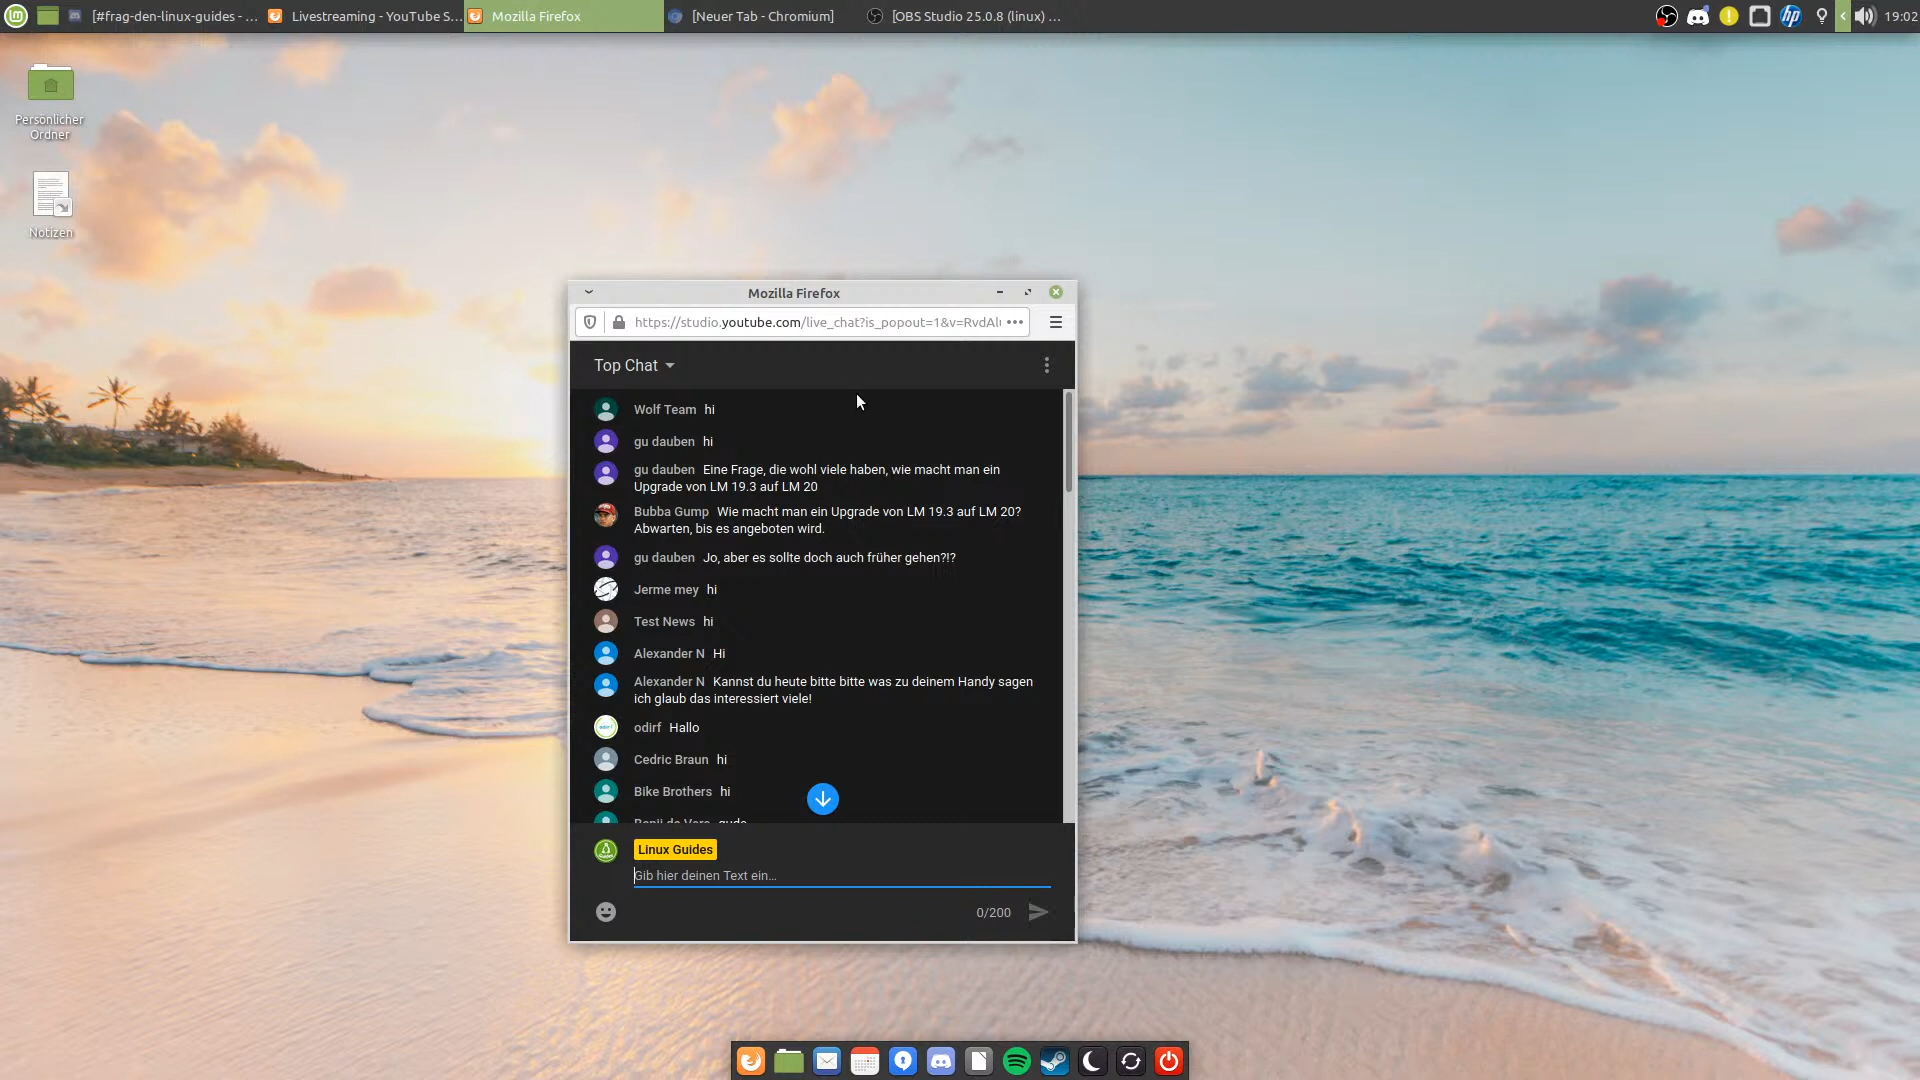 [#frag-den-linux-guides - ...
Livestreaming - YouTube S...
Mozilla Firefox
[Neuer Tab - Chromium]
[OBS Studio 25.0.8 (linux) ...
hp
19:02
Persönlicher
Ordner
Notizen
Mozilla Firefox
https://studio.youtube.com/live_chat?is_popout=1&v=RvdAl
Top Chat
Wolf Team hi
gu dauben hi
gu dauben Eine Frage, die wohl viele haben, wie macht man ein
Upgrade von LM 19.3 auf LM 20
Bubba Gump Wie macht man ein Upgrade von LM 19.3 auf LM 20?
Abwarten, bis es angeboten wird.
gu dauben Jo, aber es sollte doch auch früher gehen?!?
Jerme mey hi
Test News hi
Alexander N Hi
Alexander N Kannst du heute bitte bitte was zu deinem Handy sagen
ich glaub das interessiert viele!
odirf Hallo
Cedric Braun hi
Bike Brothers hi
Linux Guides
Gib hier deinen Text ein...
0/200